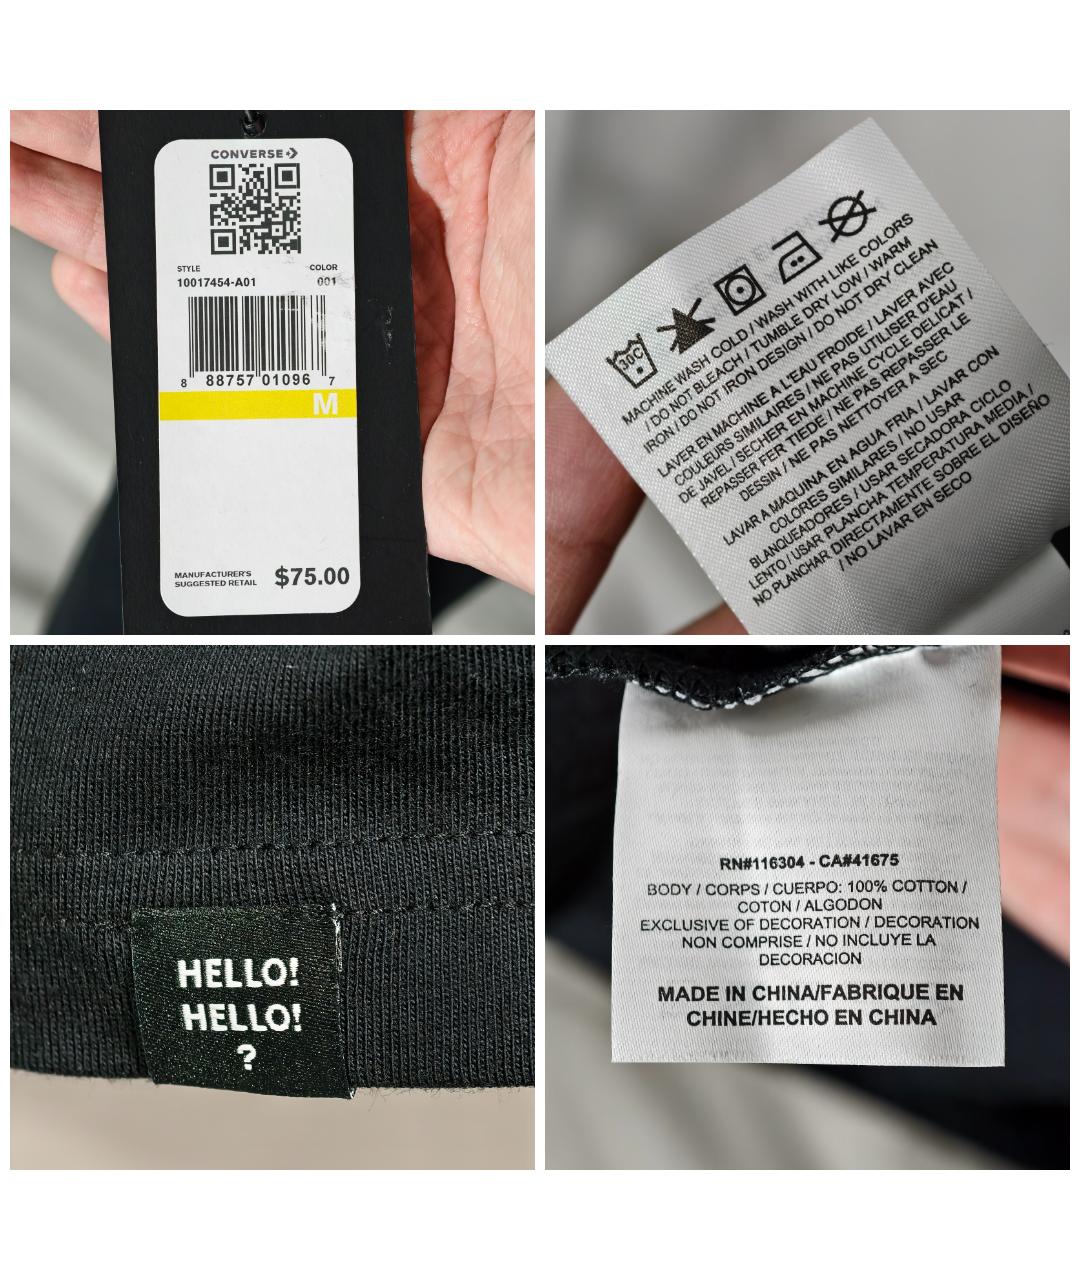 CONVERSE
STYLE COLOR
10017454-A01 001
8 88757 01096 7
M
MANUFACTURER'S
SUGGESTED RETAIL $75.00
30C
MACHINE WASH COLD / WASH WITH LIKE COLORS
/ DO NOT BLEACH / TUMBLE DRY LOW / WARM
IRON / DO NOT IRON DESIGN / DO NOT DRY CLEAN
LAVER EN MACHINE A L'EAU FROIDE / LAVER AVEC
COULEURS SIMILAIRES / NE PAS UTILISER D'EAU
DE JAVEL / SECHER EN MACHINE CYCLE DELICAT /
REPASSER FER TIEDE / NE PAS REPASSER LE
DESSIN / NE PAS NETTOYER A SEC
LAVAR A MAQUINA EN AGUA FRIA / LAVAR CON
COLORES SIMILARES / NO USAR
BLANQUEADORES / USAR SECADORA CICLO
LENTO / USAR PLANCHA TEMPERATURA MEDIA /
NO PLANCHAR DIRECTAMENTE SOBRE EL DISEÑO
/ NO LAVAR EN SECO
HELLO!
HELLO!
?
RN#116304 - CA#41675
BODY / CORPS / CUERPO: 100% COTTON /
COTON / ALGODON
EXCLUSIVE OF DECORATION / DECORATION
NON COMPRISE / NO INCLUYE LA
DECORACION
MADE IN CHINA/FABRIQUE EN
CHINE/HECHO EN CHINA